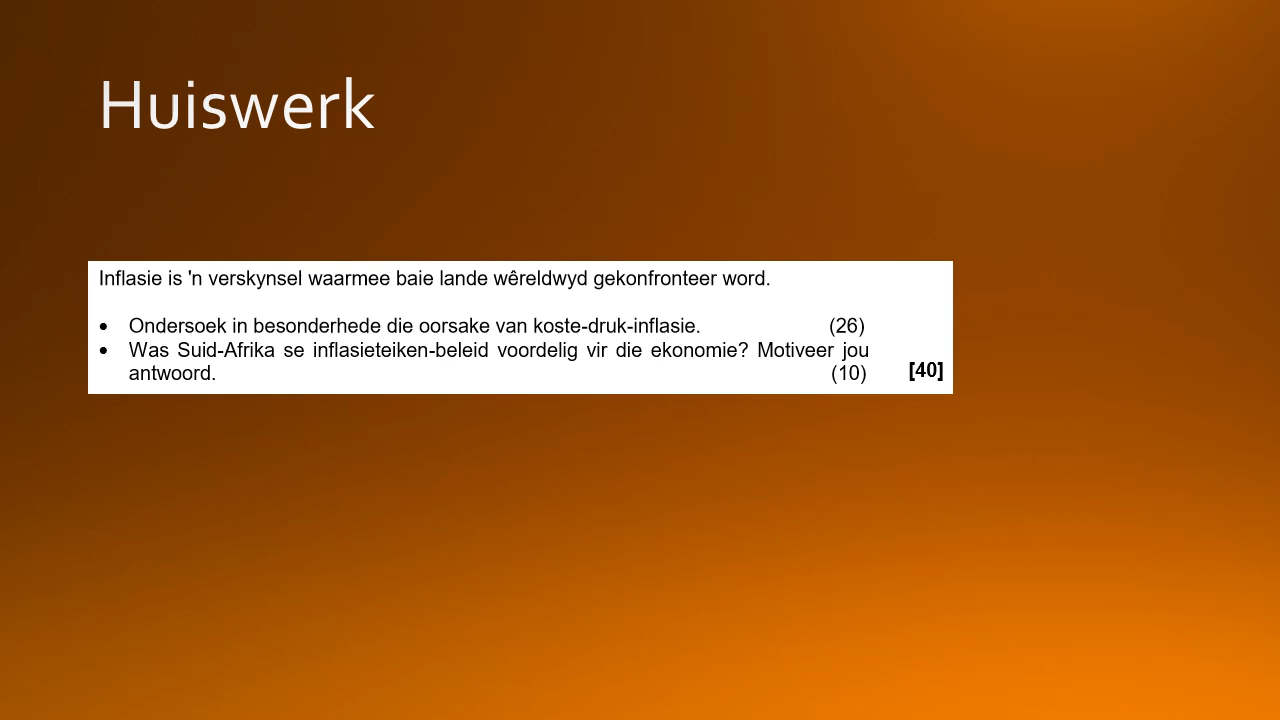 Huiswerk
Inflasie is 'n verskynsel waarmee baie lande wêreldwyd gekonfronteer word.
• Ondersoek in besonderhede die oorsake van koste-druk-inflasie. (26)
• Was Suid-Afrika se inflasieteiken-beleid voordelig vir die ekonomie? Motiveer jou
antwoord. (10) [40]